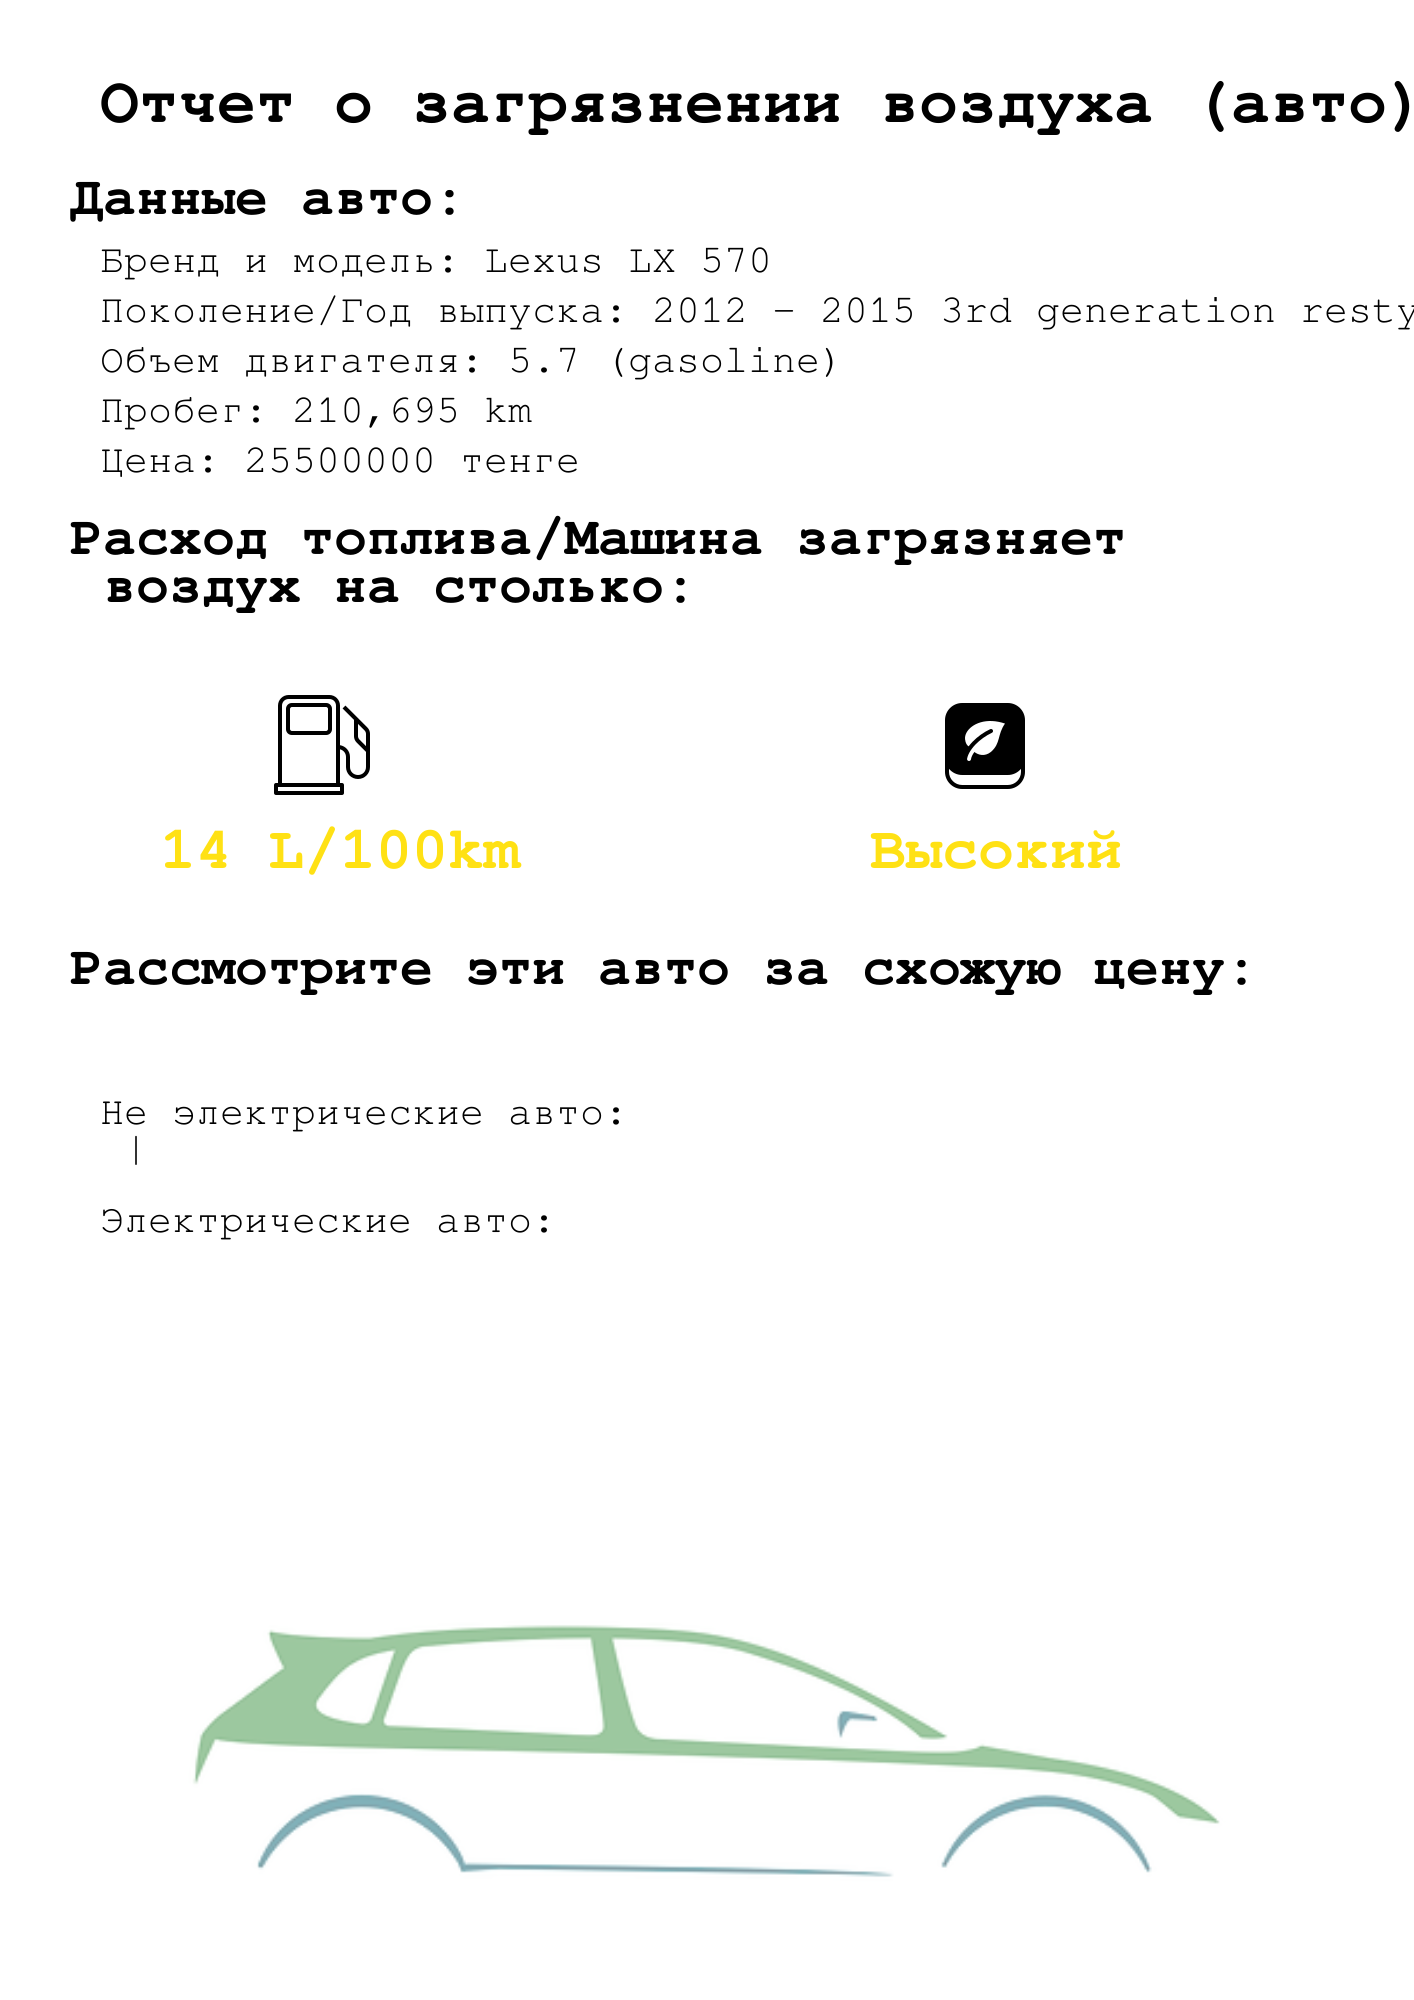 Отчет о загрязнении воздуха (авто)
Данные авто:
Бренд и модель: Lexus LX 570
Поколение/Год выпуска: 2012 – 2015 3rd generation resty
Объем двигателя: 5.7 (gasoline)
Пробег: 210,695 km
Цена: 25500000 тенге
Расход топлива/Машина загрязняет
воздух на столько:
14 L/100km Высокий
Рассмотрите эти авто за схожую цену:
Не электрические авто:
|
Электрические авто: